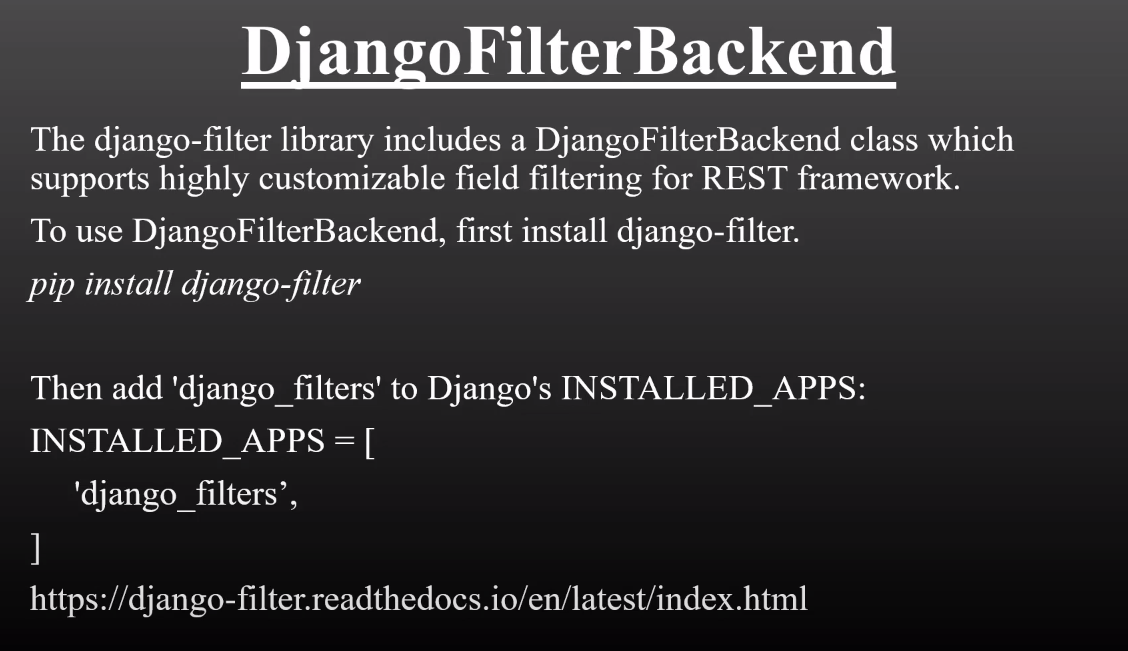 DjangoFilterBackend
The django-filter library includes a DjangoFilterBackend class which
supports highly customizable field filtering for REST framework.
To use DjangoFilterBackend, first install django-filter.
pip install django-filter
Then add 'django_filters' to Django's INSTALLED_APPS:
INSTALLED_APPS = [
'django_filters’,
]
https://django-filter.readthedocs.io/en/latest/index.html